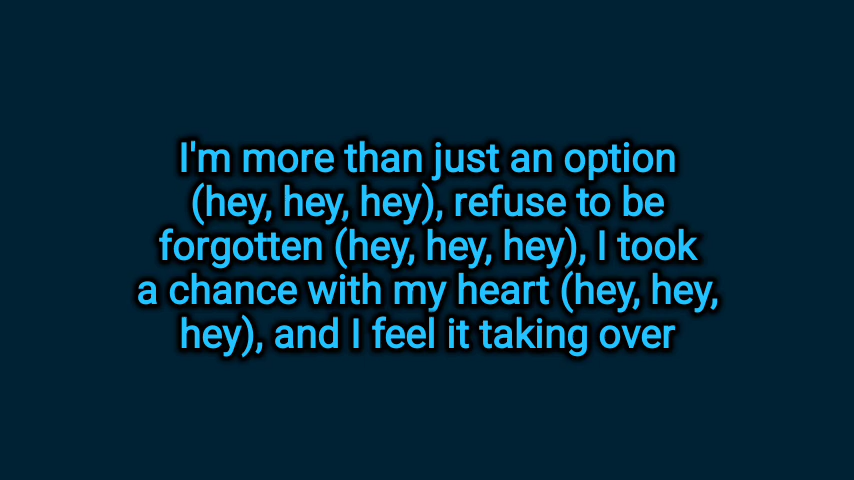 I'm more than just an option
(hey, hey, hey), refuse to be
forgotten (hey, hey, hey), I took
a chance with my heart (hey, hey,
hey), and I feel it taking over